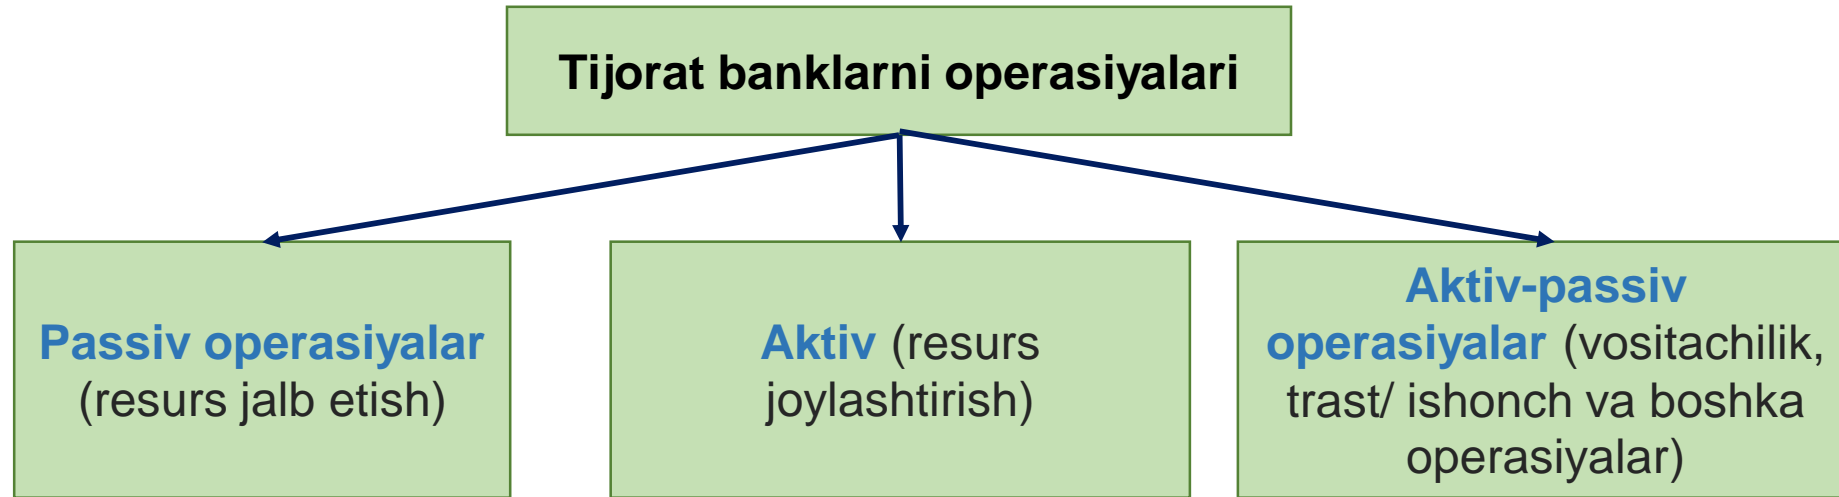 Tijorat banklarni operasiyalari
Passiv operasiyalar
(resurs jalb etish)
Aktiv (resurs
joylashtirish)
Aktiv-passiv
operasiyalar (vositachilik,
trast/ ishonch va boshka
operasiyalar)